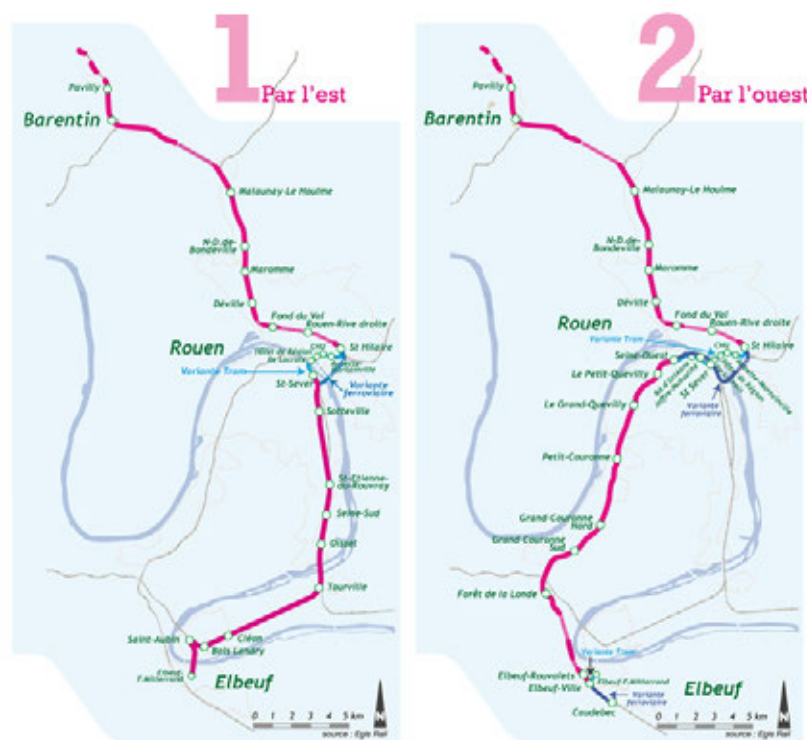 1
Par l'est
Pavilly
Barentin
Malaunay-Le Houlme
N-D.de-
Bondeville
Maromme
Déville
Fond du Val
Rouen-Rive droite
Rouen
St Hilaire
CHU
Variante Tram
St-Sever
Variante
ferroviaire
Sotteville
St-Etienne-
du-Rouvray
Seine-Sud
Oissel
Tourville
Saint-Aubin
Cléon
Bois Landry
Elbeuf-
F.Mitterrand
Elbeuf
N
0 1 2 3 4 5 km
source : Egis Rail
2
Par l'ouest
Pavilly
Barentin
Malaunay-Le Houlme
N-D.de-
Bondeville
Maromme
Déville
Fond du Val
Rouen-Rive droite
Rouen
Variante Tram
CHU
St Hilaire
Seine-Ouest
Le Petit-Quevilly
St Sever
Variante
ferroviaire
Le Grand-Quevilly
Petit-Couronne
Grand-Couronne
Nord
Grand-Couronne
Sud
Forêt de la Londe
Variante Tram
Elbeuf-Rouvalets
Elbeuf-F.Mitterrand
Elbeuf-Ville
Elbeuf
Variante
ferroviaire
Caudebec
N
0 1 2 3 4 5 km
source : Egis Rail